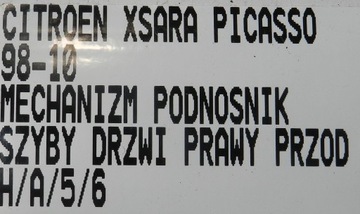 CITROEN XSARA PICASSO
98-10
MECHANIZM PODNOSNIK
SZYBY DRZWI PRAWY PRZOD
H/A/5/6